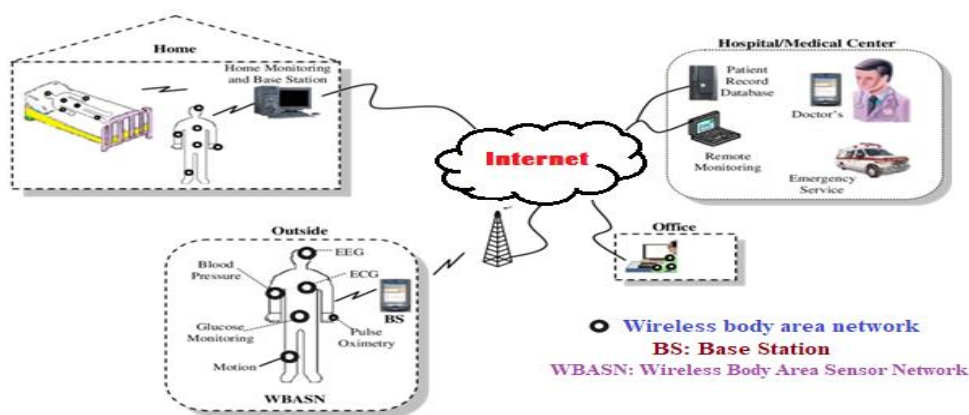 Home
Home Monitoring
and Base Station
Hospital/Medical Center
Patient
Record
Database
Doctor's
Remote
Monitoring
Emergency
Service
Internet
Office
Outside
EEG
Blood
Pressure
ECG
BS
Glucose
Monitoring
Pulse
Oximetry
Motion
WBASN
Wireless body area network
BS: Base Station
WBASN: Wireless Body Area Sensor Network